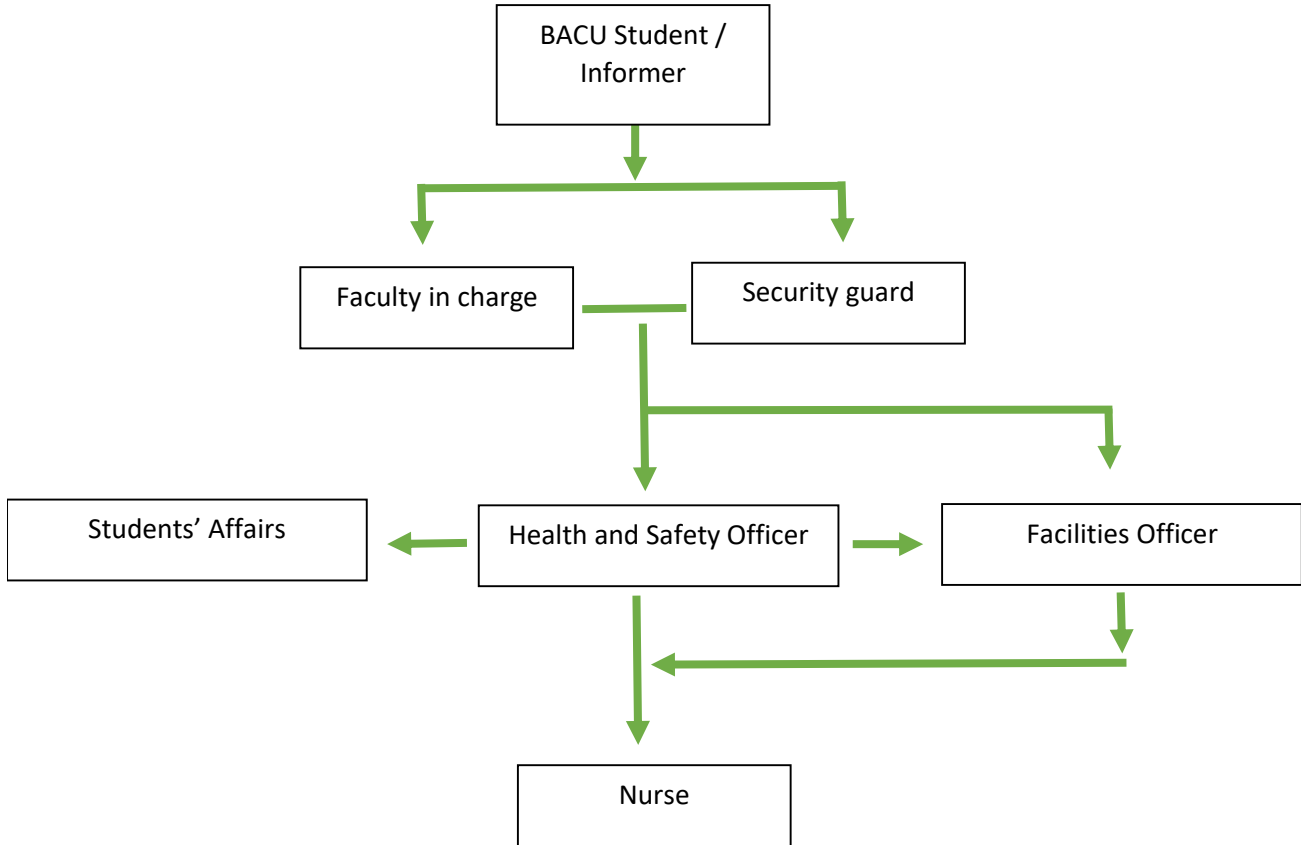 BACU Student /
Informer
Faculty in charge
Security guard
Students’ Affairs
Health and Safety Officer
Facilities Officer
Nurse